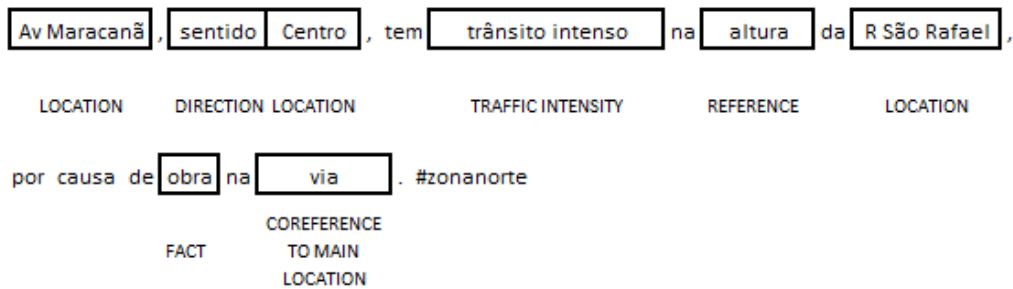 Av Maracanã , sentido Centro , tem trânsito intenso na altura da R São Rafael ,
LOCATION DIRECTION LOCATION TRAFFIC INTENSITY REFERENCE LOCATION
por causa de obra na via . #zonanorte
FACT COREFERENCE TO MAIN LOCATION